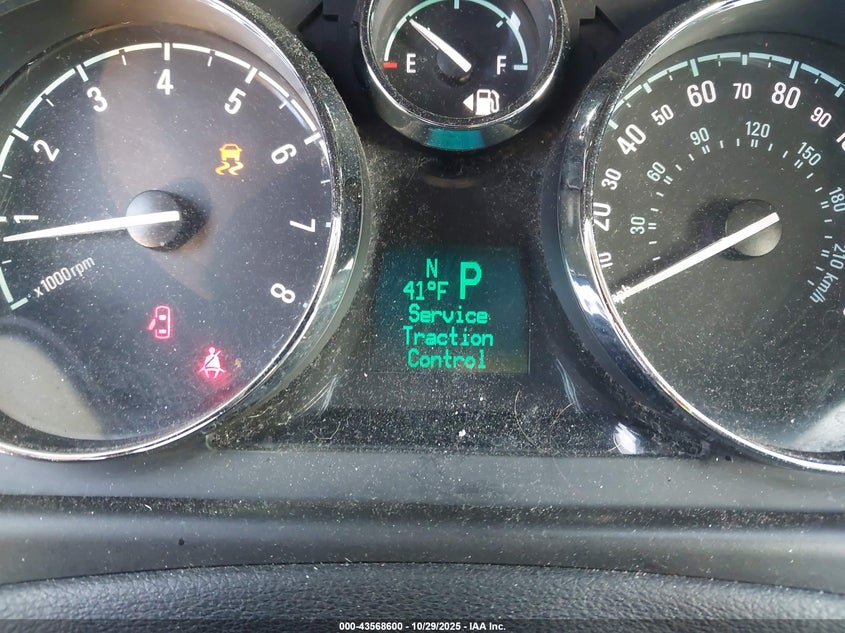 1 2 3 4 5 6 7 8
x1000rpm
E F
N P
41°F
Service
Traction
Control
10 20 30 40 50 60 70 80 90
30 60 90 120 150 180 210 km/h
000-43568600 / 10/29/2025 - IAA Inc.